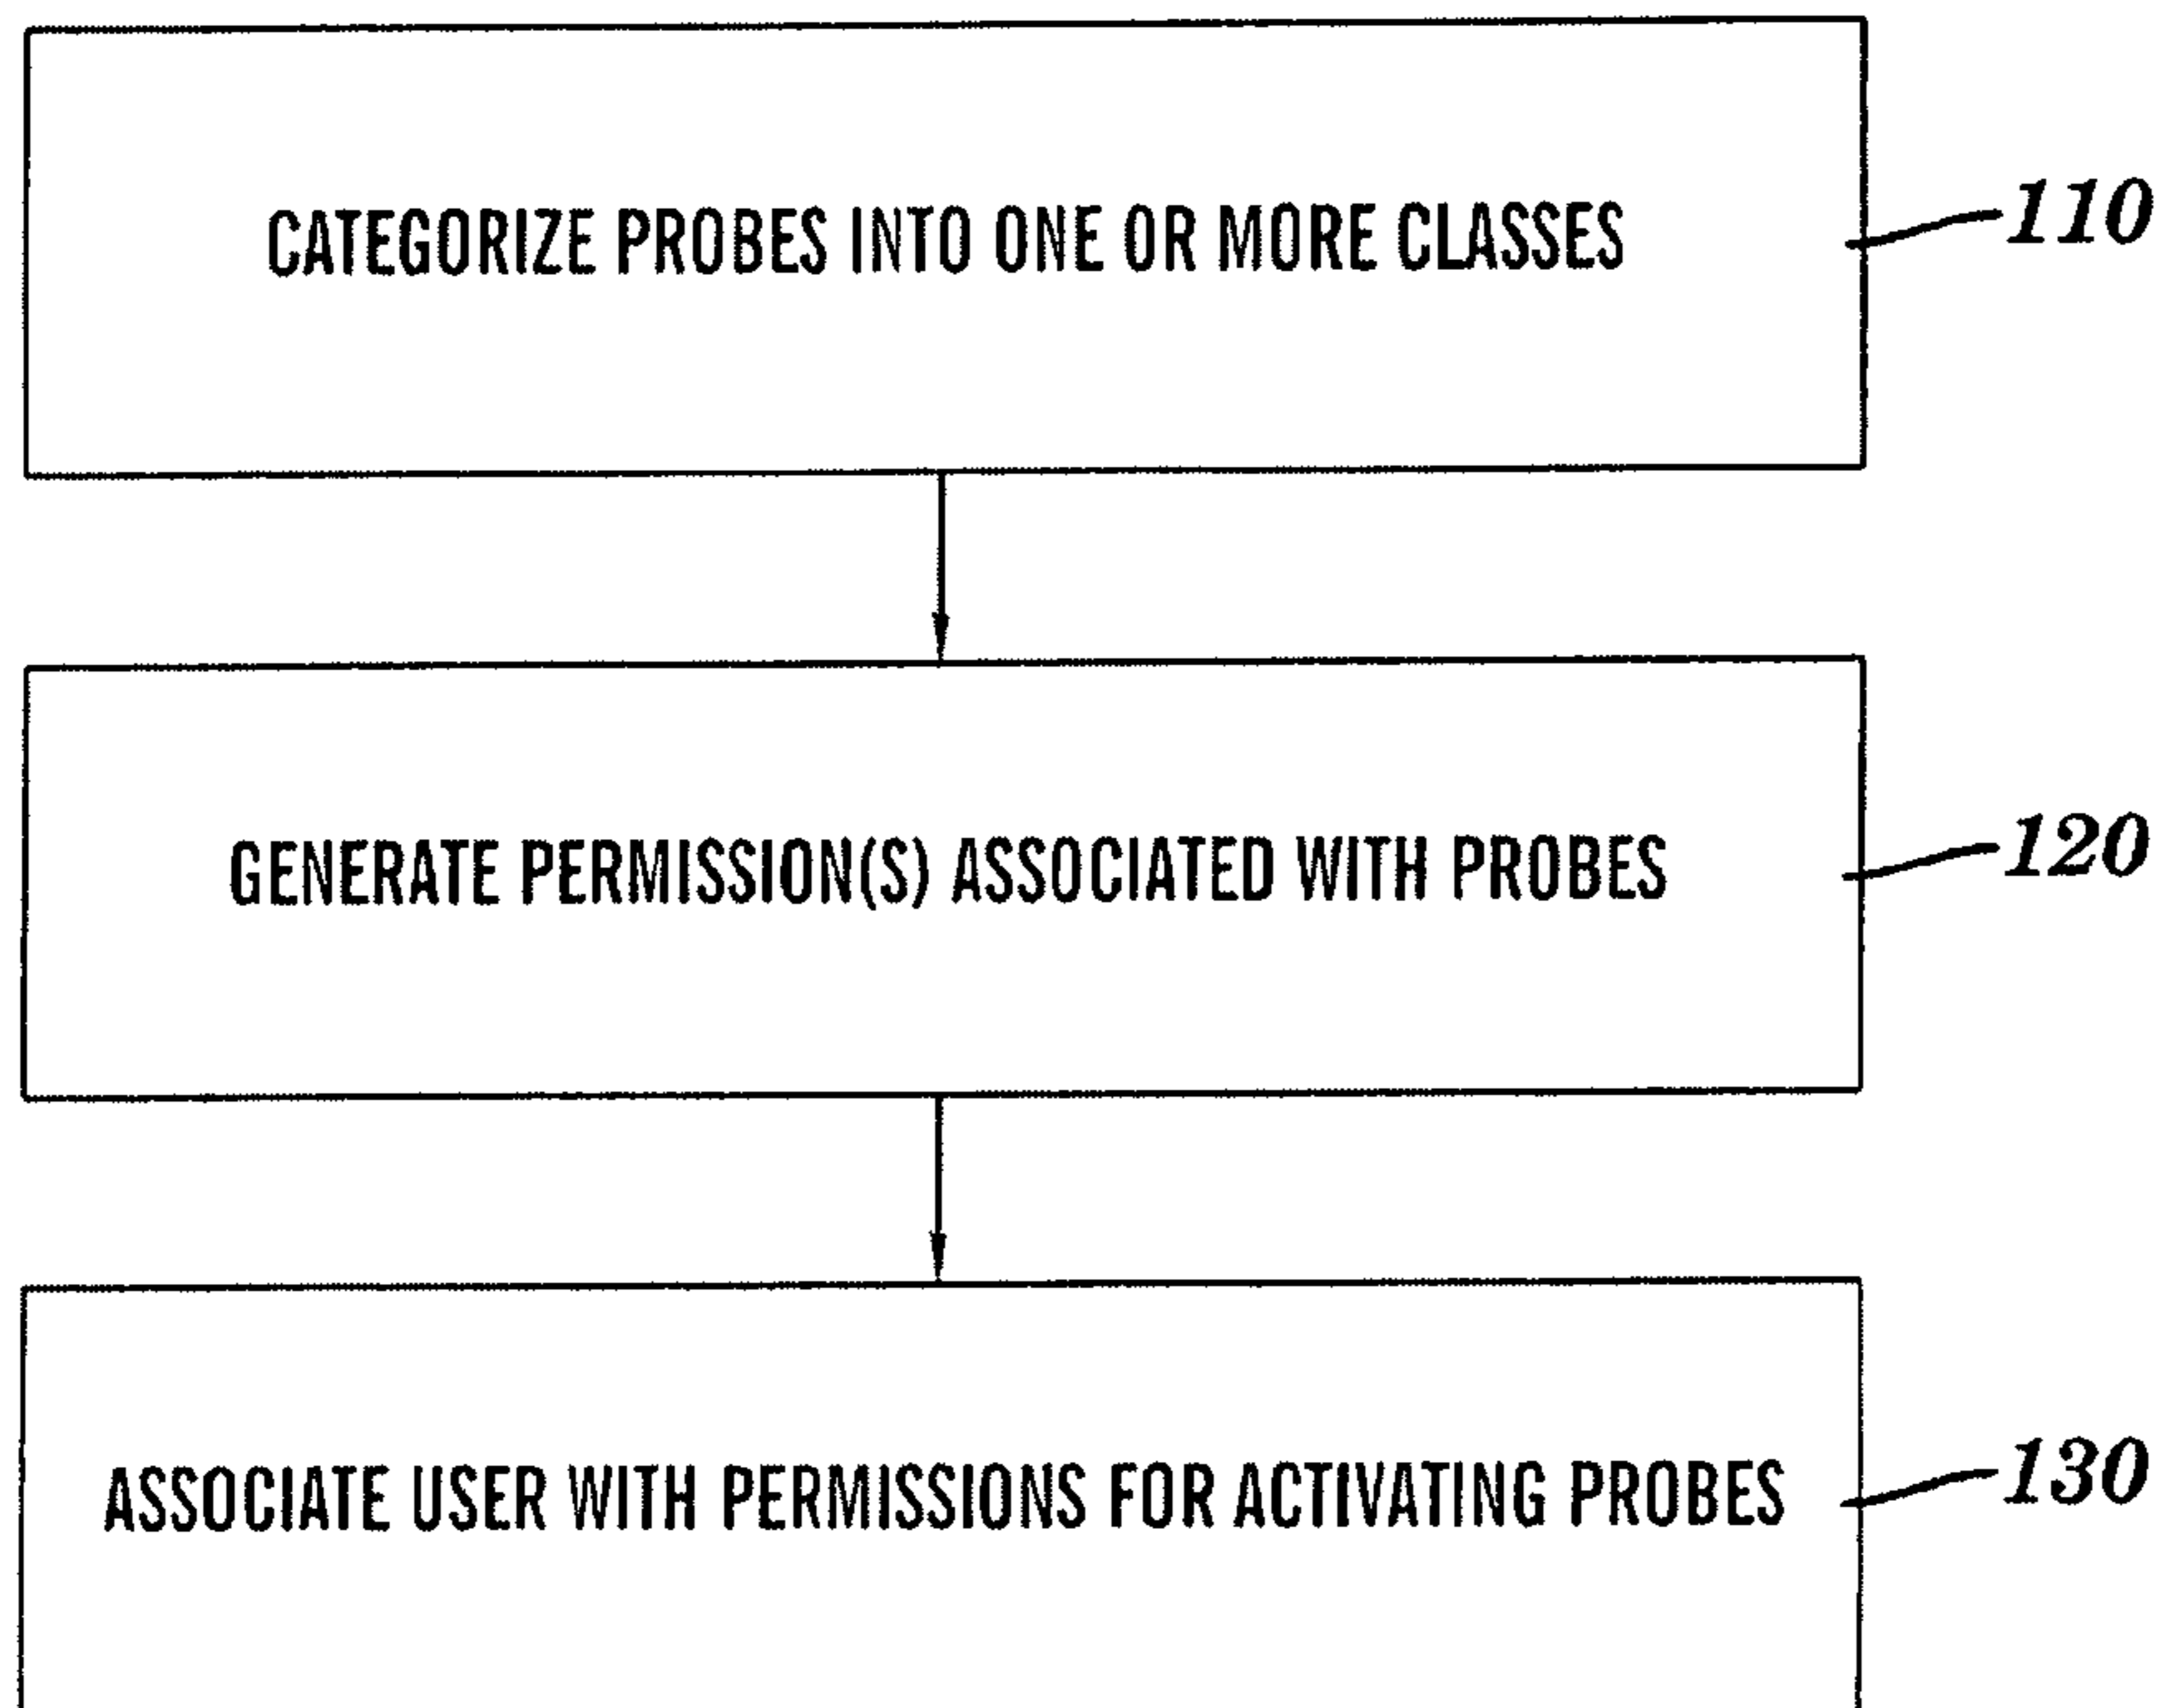 CATEGORIZE PROBES INTO ONE OR MORE CLASSES
110
GENERATE PERMISSION(S) ASSOCIATED WITH PROBES
120
ASSOCIATE USER WITH PERMISSIONS FOR ACTIVATING PROBES
130